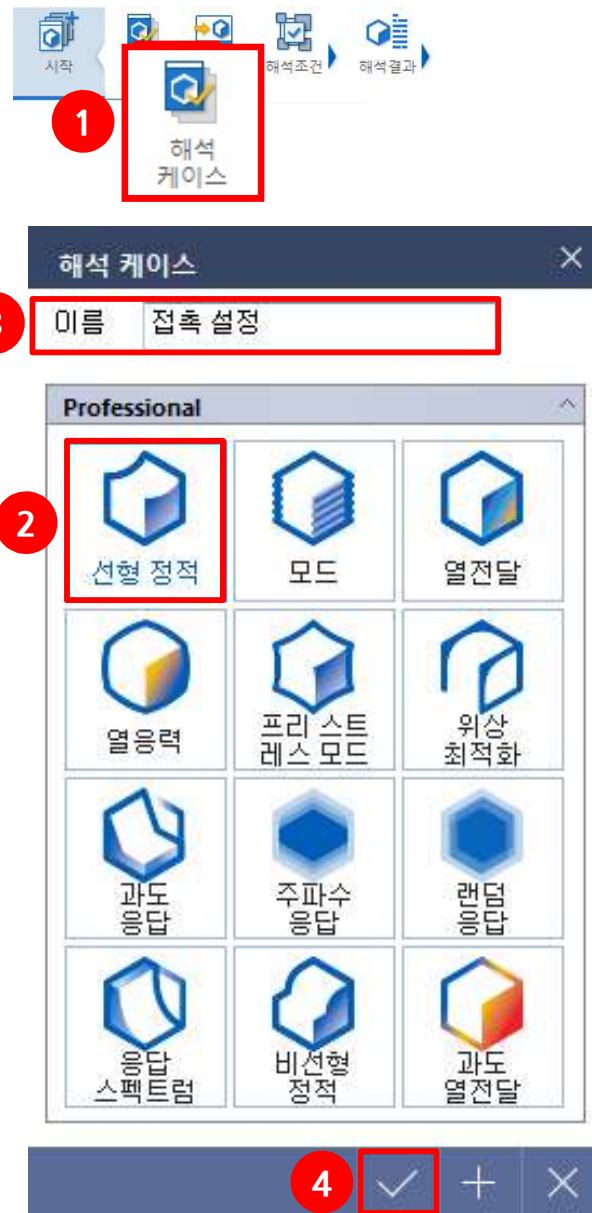 시작
해석조건
해석결과
1
해석
케이스
해석 케이스
이름 접촉 설정
Professional
2
선형 정적
모드
열전달
열응력
프리 스트
레스 모드
위상
최적화
과도
응답
주파수
응답
랜덤
응답
응답
스펙트럼
비선형
정적
과도
열전달
4